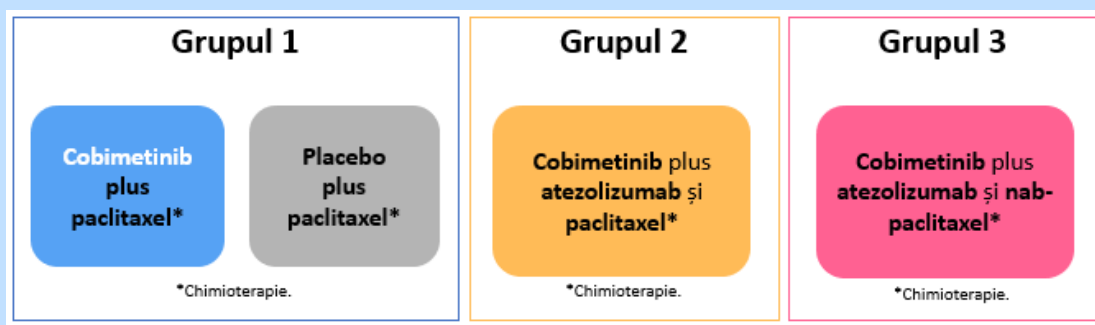 Grupul 1
Cobimetinib
plus
paclitaxel*
Placebo
plus
paclitaxel*
*Chimioterapie.
Grupul 2
Cobimetinib plus
atezolizumab și
paclitaxel*
*Chimioterapie.
Grupul 3
Cobimetinib plus
atezolizumab și nab-
paclitaxel*
*Chimioterapie.